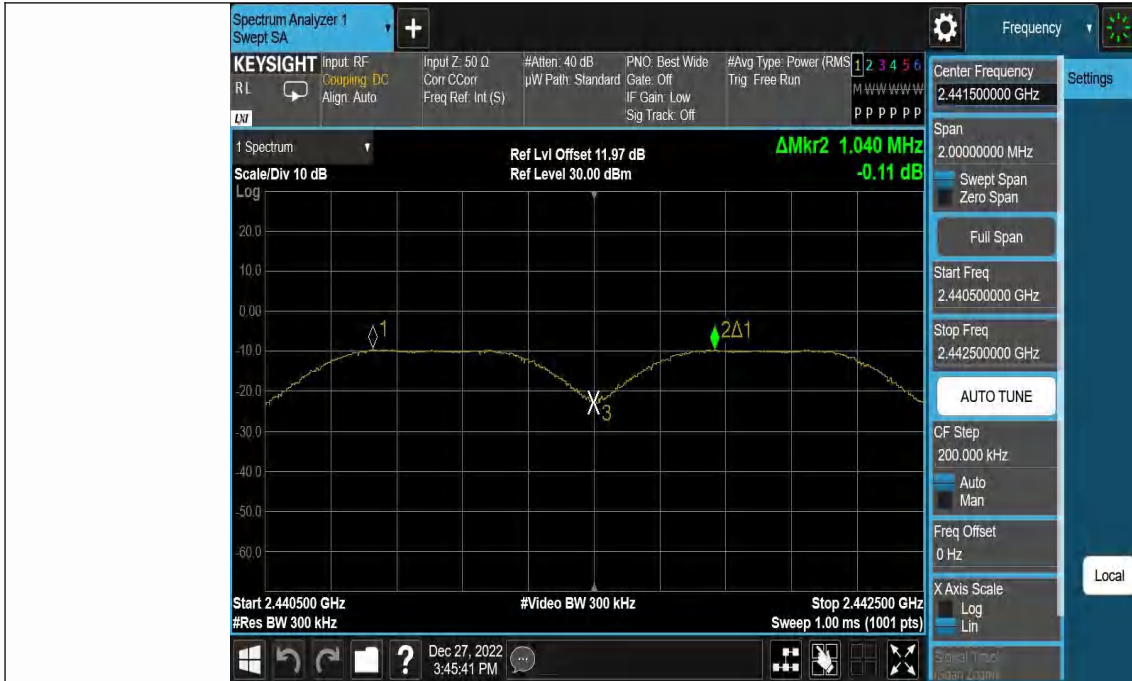 Spectrum Analyzer 1
Swept SA
+
Frequency
KEYSIGHT
R L
LXI
Input: RF
Coupling: DC
Align: Auto
Input Z: 50 Ω
Corr CCorr
Freq Ref: Int (S)
#Atten: 40 dB
µW Path: Standard
PNO: Best Wide
Gate: Off
IF Gain: Low
Sig Track: Off
#Avg Type: Power (RMS
Trig: Free Run
1 2 3 4 5 6
M W W W W W
P P P P P P
1 Spectrum
Scale/Div 10 dB
Ref Lvl Offset 11.97 dB
Ref Level 30.00 dBm
ΔMkr2 1.040 MHz
-0.11 dB
Log
20.0
10.0
0.00
-10.0
-20.0
-30.0
-40.0
-50.0
-60.0
1
2Δ1
3
Start 2.440500 GHz
#Res BW 300 kHz
#Video BW 300 kHz
Stop 2.442500 GHz
Sweep 1.00 ms (1001 pts)
Center Frequency
2.441500000 GHz
Settings
Span
2.00000000 MHz
Swept Span
Zero Span
Full Span
Start Freq
2.440500000 GHz
Stop Freq
2.442500000 GHz
AUTO TUNE
CF Step
200.000 kHz
Auto
Man
Freq Offset
0 Hz
X Axis Scale
Log
Lin
Local
Signal Track
(Span Zoom)
?
Dec 27, 2022
3:45:41 PM